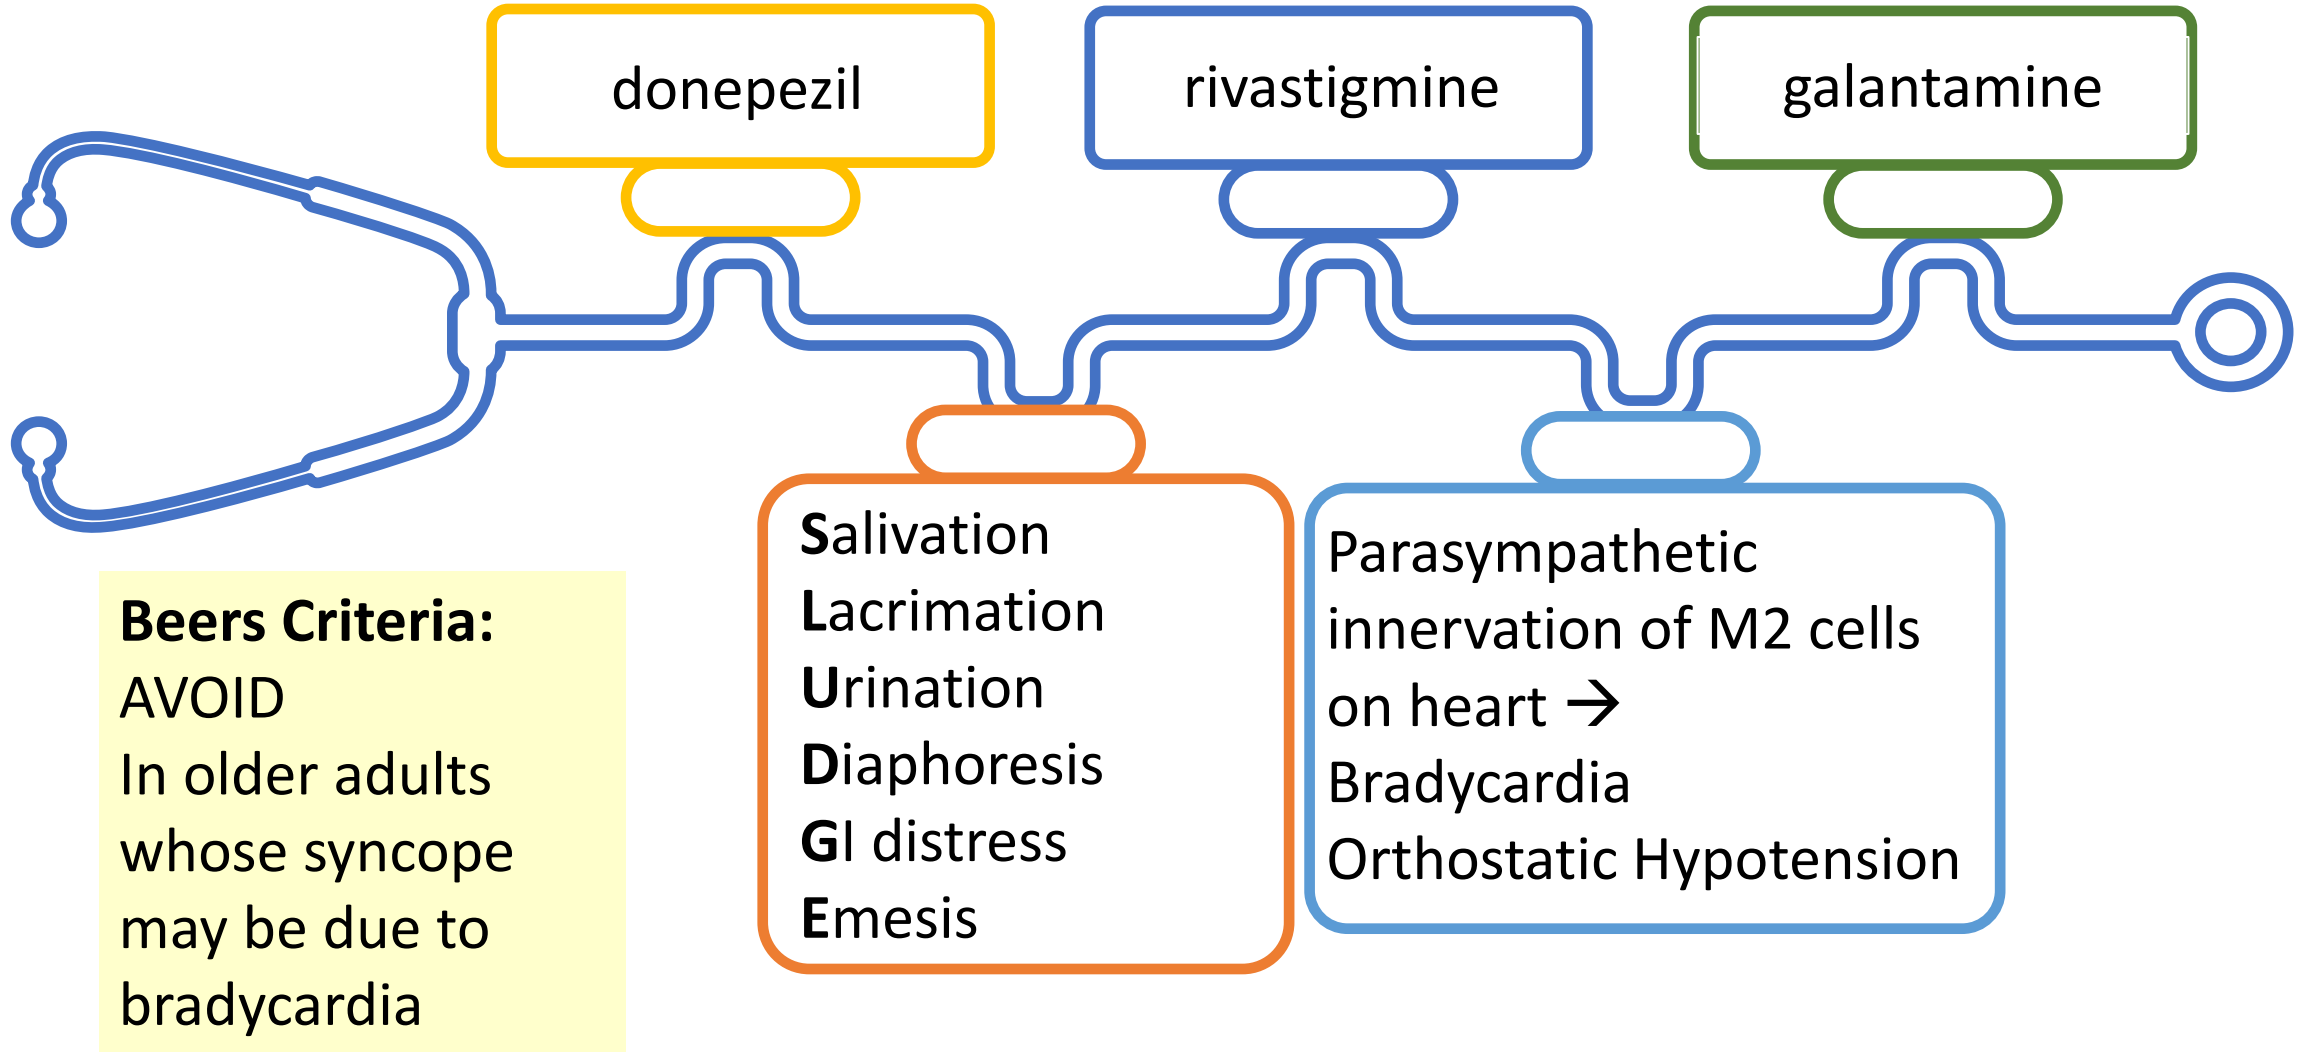 donepezil
rivastigmine
galantamine
Beers Criteria:
AVOID
In older adults
whose syncope
may be due to
bradycardia
Salivation
Lacrimation
Urination
Diaphoresis
GI distress
Emesis
Parasympathetic
innervation of M2 cells
on heart →
Bradycardia
Orthostatic Hypotension